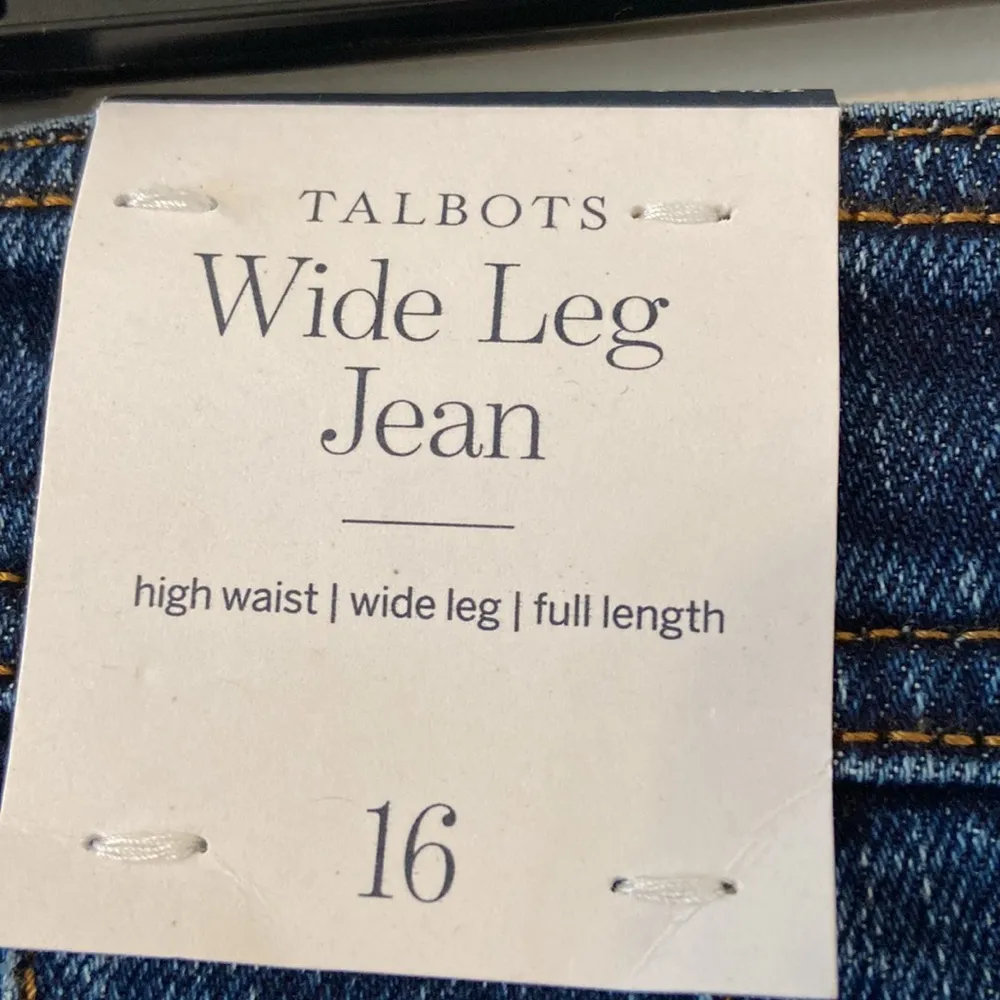 TALBOTS
Wide Leg
Jean
high waist | wide leg | full length
16